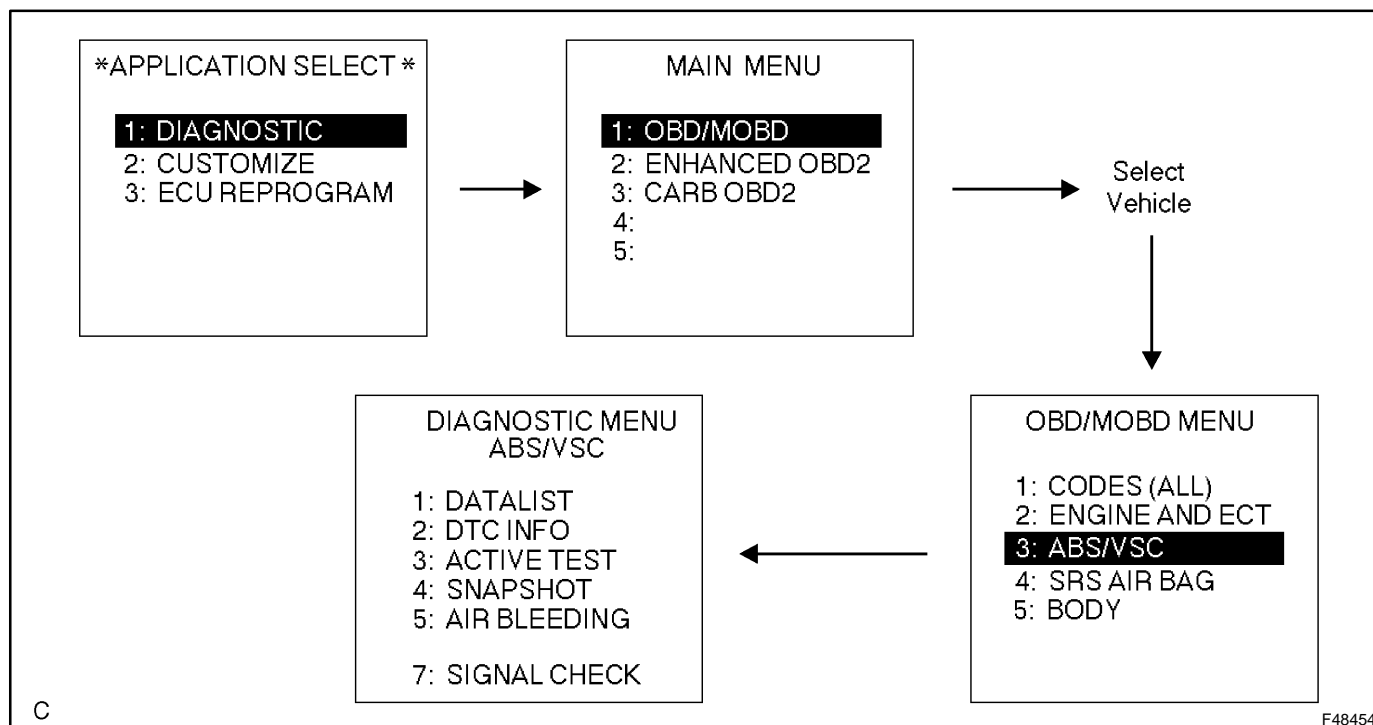 *APPLICATION SELECT *
1: DIAGNOSTIC
2: CUSTOMIZE
3: ECU REPROGRAM
MAIN MENU
1: OBD/MOBD
2: ENHANCED OBD2
3: CARB OBD2
4:
5:
Select
Vehicle
OBD/MOBD MENU
1: CODES (ALL)
2: ENGINE AND ECT
3: ABS/VSC
4: SRS AIR BAG
5: BODY
DIAGNOSTIC MENU
ABS/VSC
1: DATALIST
2: DTC INFO
3: ACTIVE TEST
4: SNAPSHOT
5: AIR BLEEDING
7: SIGNAL CHECK
C
F48454